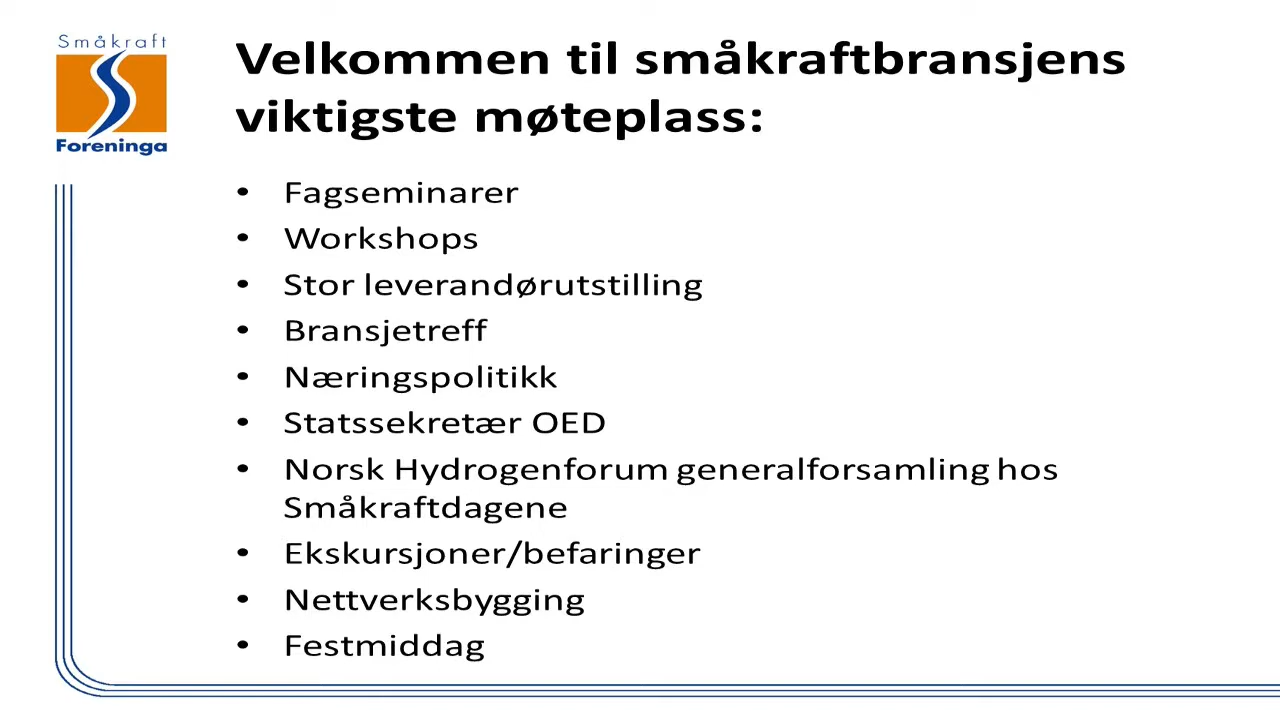 Småkraft
Foreninga
Velkommen til småkraftbransjens
viktigste møteplass:
• Fagseminarer
• Workshops
• Stor leverandørutstilling
• Bransjetreff
• Næringspolitikk
• Statssekretær OED
• Norsk Hydrogenforum generalforsamling hos
Småkraftdagene
• Ekskursjoner/befaringer
• Nettverksbygging
• Festmiddag